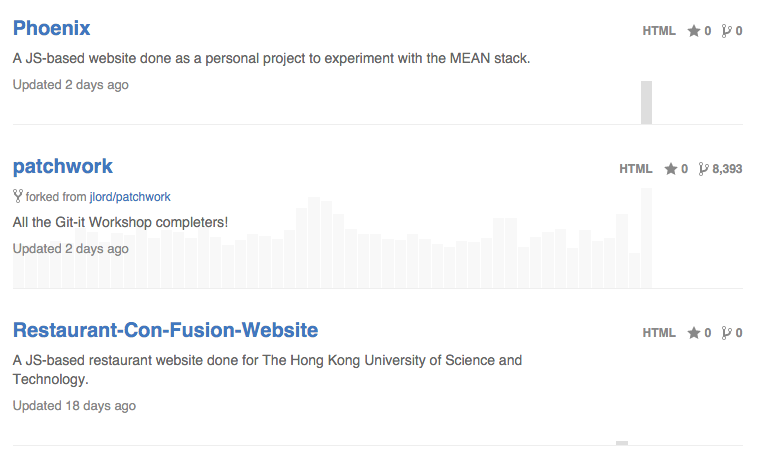 Phoenix HTML 0 0
A JS-based website done as a personal project to experiment with the MEAN stack.
Updated 2 days ago
patchwork HTML 0 8,393
forked from jlord/patchwork
All the Git-it Workshop completers!
Updated 2 days ago
Restaurant-Con-Fusion-Website HTML 0 0
A JS-based restaurant website done for The Hong Kong University of Science and
Technology.
Updated 18 days ago